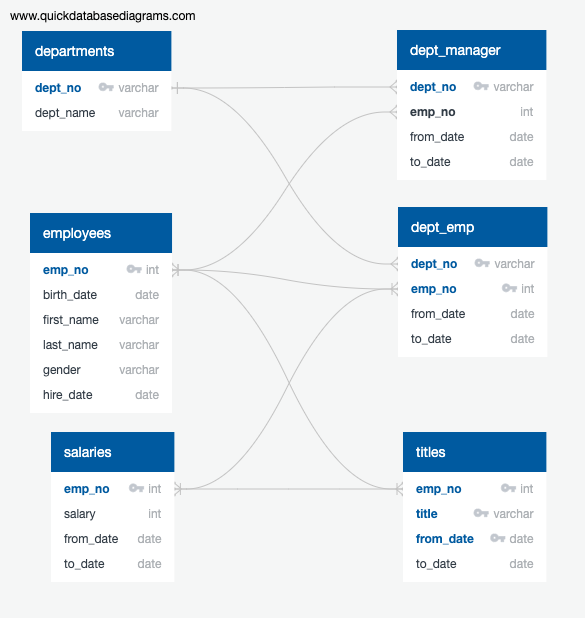 www.quickdatabasediagrams.com
departments
dept_no varchar
dept_name varchar
dept_manager
dept_no varchar
emp_no int
from_date date
to_date date
employees
emp_no int
birth_date date
first_name varchar
last_name varchar
gender varchar
hire_date date
dept_emp
dept_no varchar
emp_no int
from_date date
to_date date
salaries
emp_no int
salary int
from_date date
to_date date
titles
emp_no int
title varchar
from_date date
to_date date